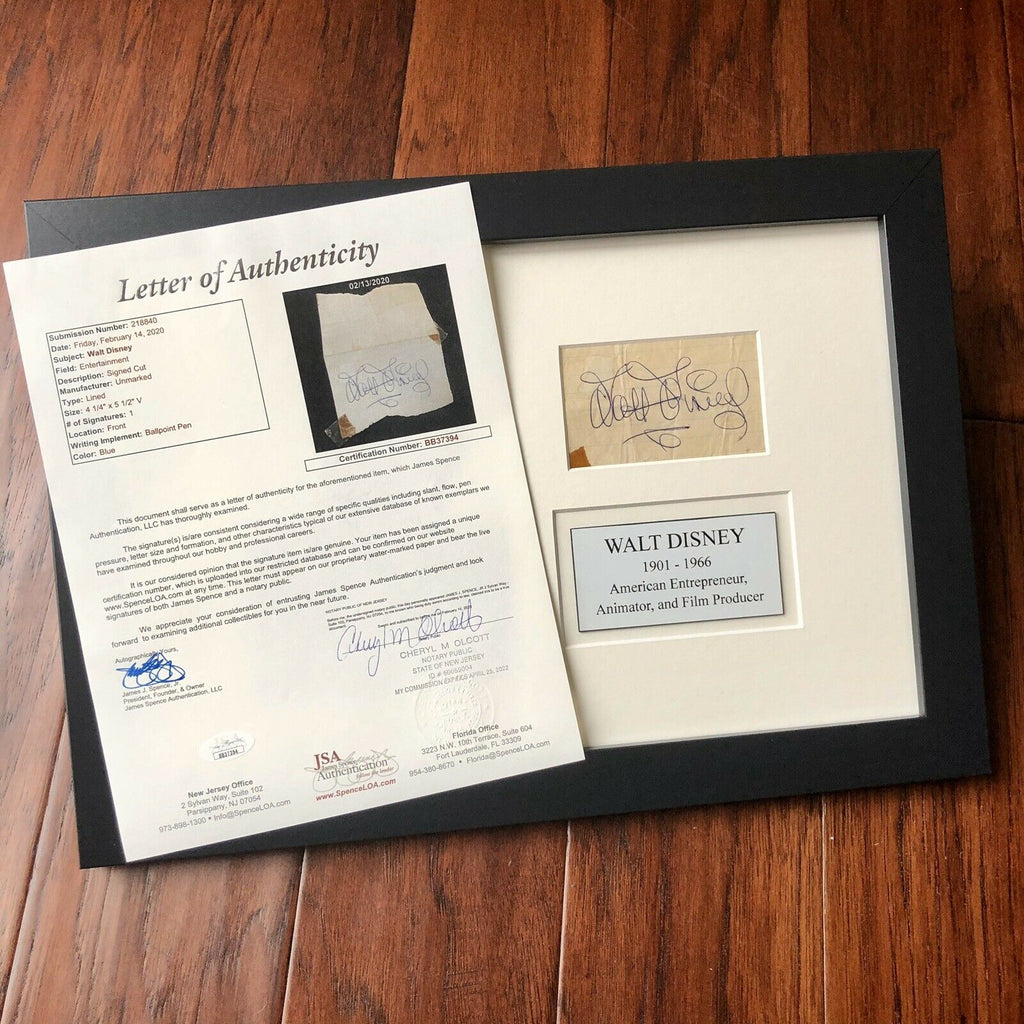 Letter of Authenticity
Submission Number: 218840
Date: Friday, February 14, 2020
Subject: Walt Disney
Field: Entertainment
Description: Signed Cut
Manufacturer: Unmarked
Type: Lined
Size: 4 1/4" x 5 1/2" V
# of Signatures: 1
Location: Front
Writing Implement: Ballpoint Pen
Color: Blue
02/13/2020
Walt Disney
Certification Number: BB37394
This document shall serve as a letter of authenticity for the aforementioned item, which James Spence
Authentication, LLC has thoroughly examined.
The signature(s) is/are consistent considering a wide range of specific qualities including slant, flow, pen
pressure, letter size and formation, and other characteristics typical of our extensive database of known exemplars we
have examined throughout our hobby and professional careers.
It is our considered opinion that the signature item is/are genuine. Your item has been assigned a unique
certification number, which is uploaded into our restricted database and can be confirmed on our website
www.SpenceLOA.com at any time. This letter must appear on our proprietary water-marked paper and bear the live
signatures of both James Spence and a notary public.
We appreciate your consideration of entrusting James Spence Authentication's judgment and look
forward to examining additional collectibles for you in the near future.
Autographically Yours,
James J. Spence, Jr.
President, Founder, & Owner
James Spence Authentication, LLC
NOTARY PUBLIC OF NEW JERSEY
Cheryl M Olcott
CHERYL M OLCOTT
NOTARY PUBLIC
STATE OF NEW JERSEY
MY COMMISSION EXPIRES APRIL 25, 2022
BB37394
New Jersey Office
2 Sylvan Way, Suite 102
Parsippany, NJ 07054
973-898-1300 • Info@SpenceLOA.com
JSA
James Spence
Authentication
www.SpenceLOA.com
Florida Office
3223 N.W. 10th Terrace, Suite 604
Fort Lauderdale, FL 33309
954-380-8670 • Florida@SpenceLOA.com
Walt Disney
WALT DISNEY
1901 - 1966
American Entrepreneur,
Animator, and Film Producer